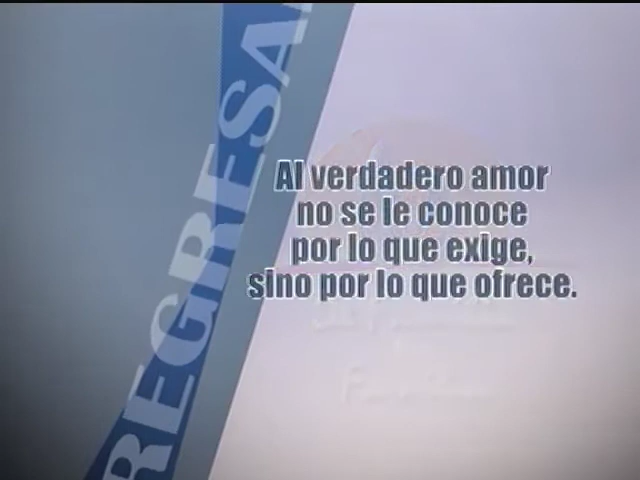 REGRESA
Al verdadero amor
no se le conoce
por lo que exige,
sino por lo que ofrece.